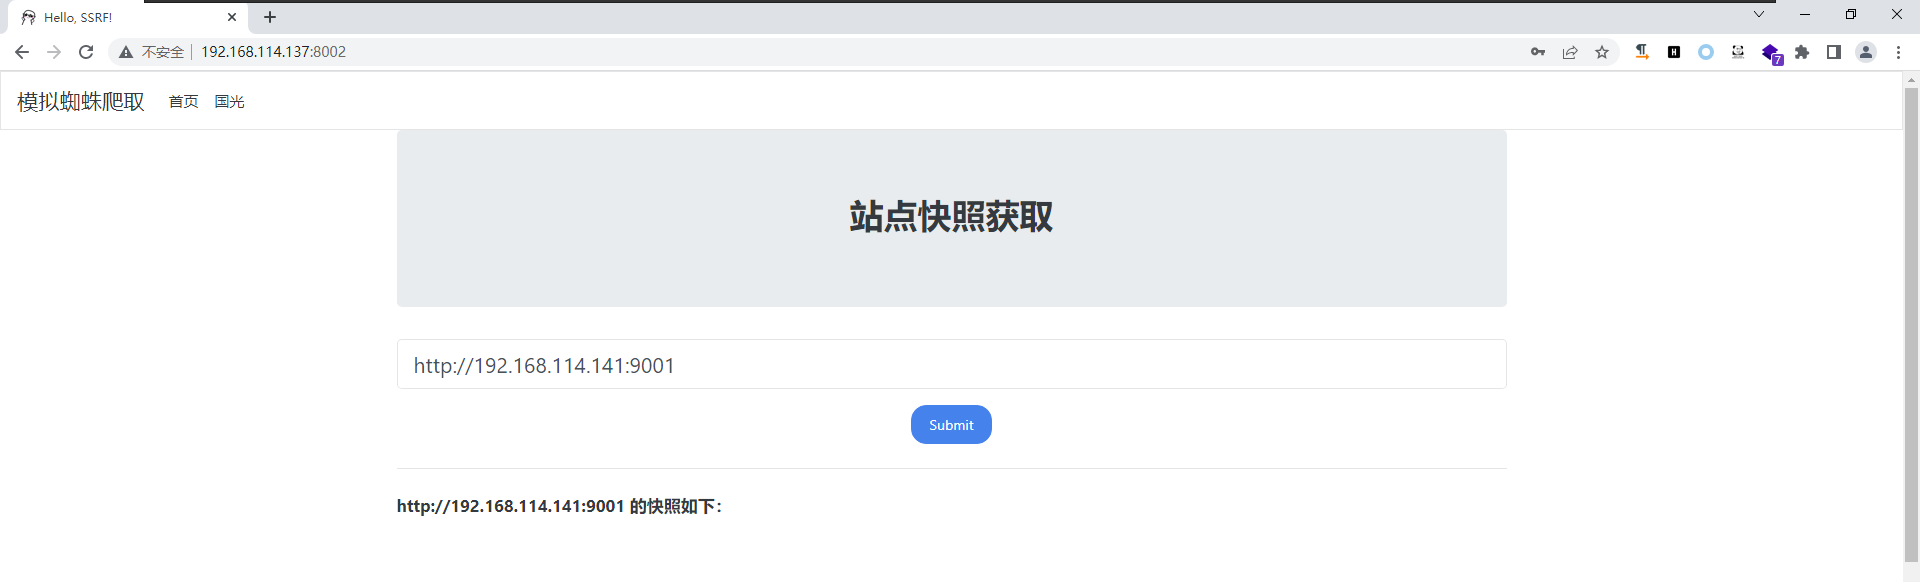 Hello, SSRF!
不安全 192.168.114.137:8002
7
模拟蜘蛛爬取 首页 国光
站点快照获取
http://192.168.114.141:9001
Submit
http://192.168.114.141:9001 的快照如下：